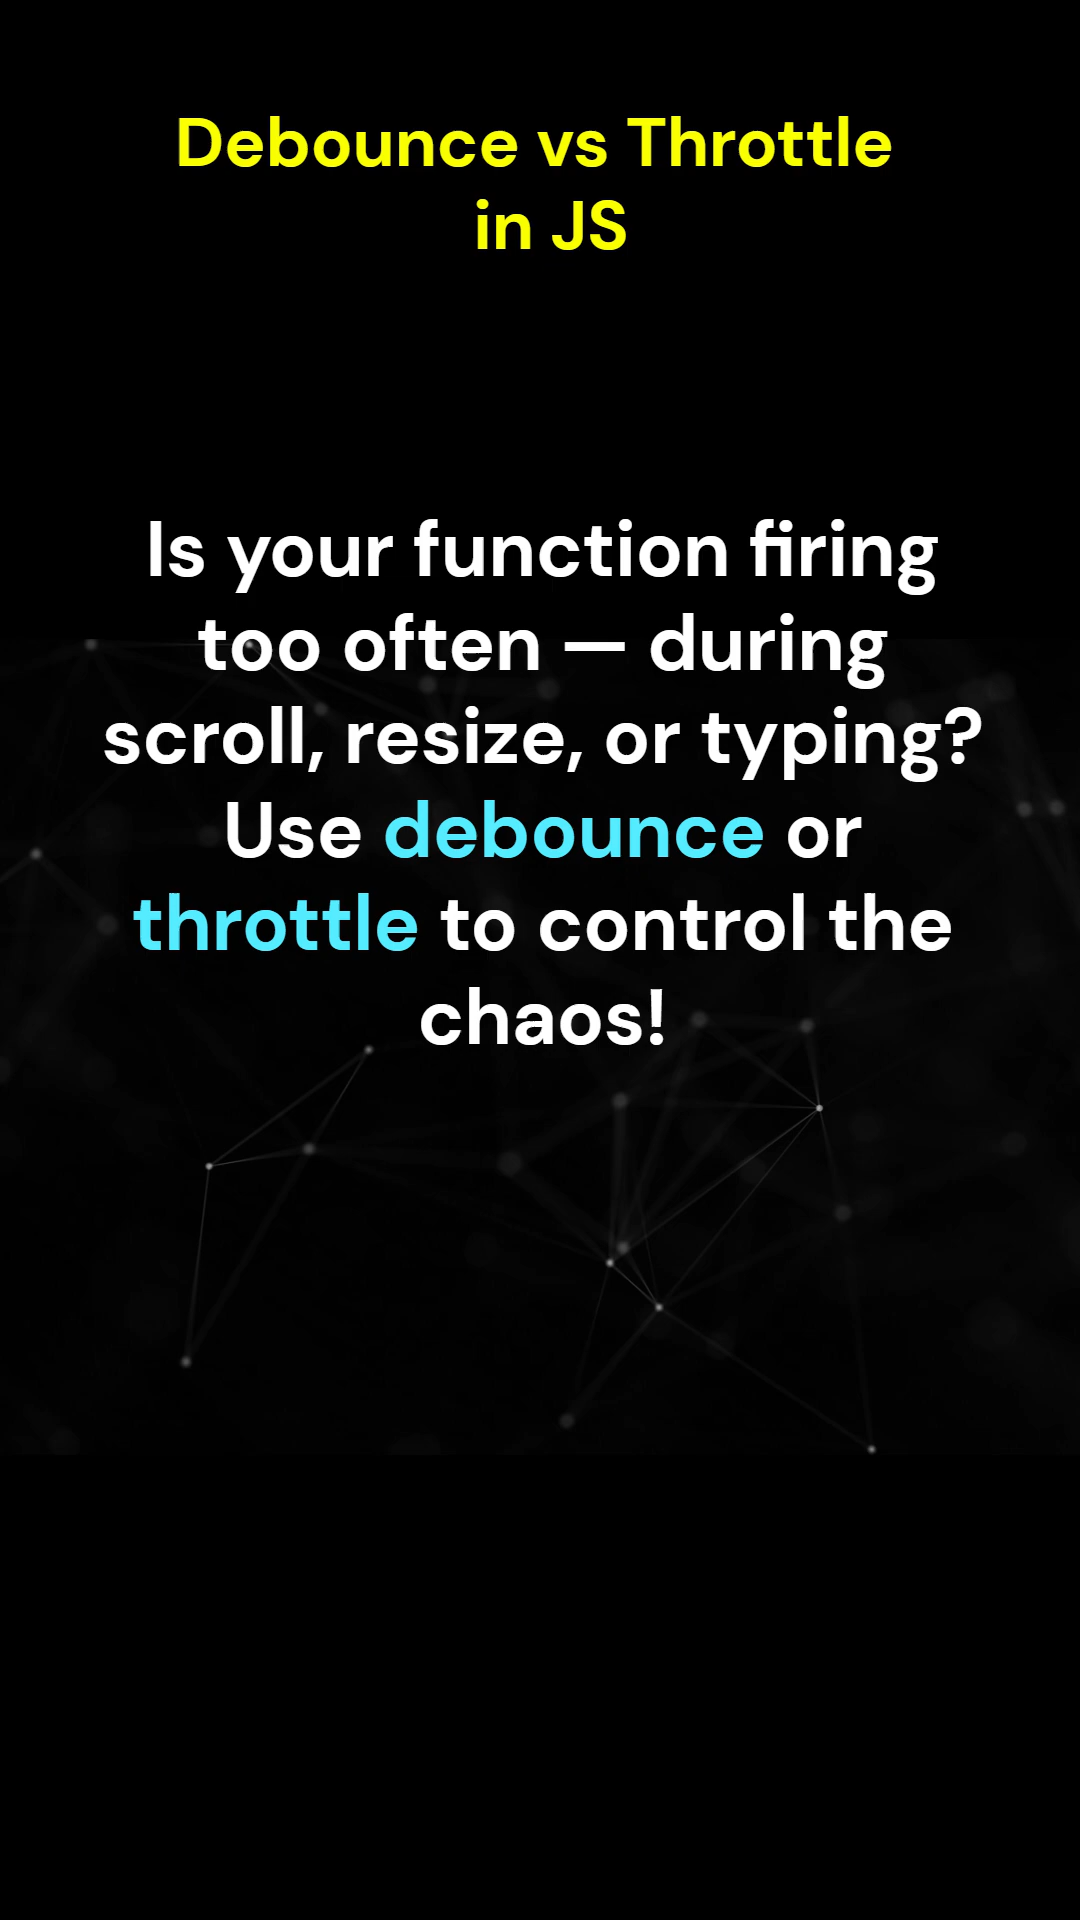 Debounce vs Throttle
in JS
Is your function firing
too often — during
scroll, resize, or typing?
Use debounce or
throttle to control the
chaos!